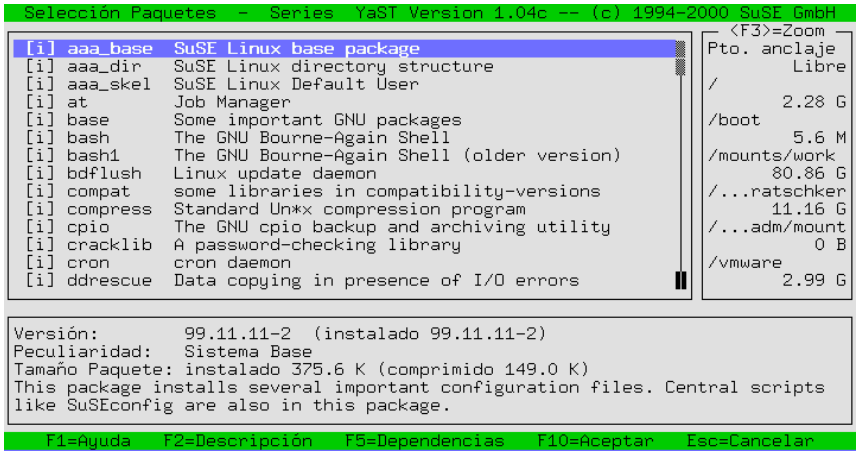 Selección Paquetes - Series YaST Version 1.04c -- (c) 1994-2000 SuSE GmbH
[i] aaa_base SuSE Linux base package
[i] aaa_dir SuSE Linux directory structure
[i] aaa_skel SuSE Linux Default User
[i] at Job Manager
[i] base Some important GNU packages
[i] bash The GNU Bourne-Again Shell
[i] bash1 The GNU Bourne-Again Shell (older version)
[i] bdflush Linux update daemon
[i] compat some libraries in compatibility-versions
[i] compress Standard Un*x compression program
[i] cpio The GNU cpio backup and archiving utility
[i] cracklib A password-checking library
[i] cron cron daemon
[i] ddrescue Data copying in presence of I/O errors
<F3>=Zoom
Pto. anclaje
Libre
/
2.28 G
/boot
5.6 M
/mounts/work
80.86 G
/...ratschker
11.16 G
/...adm/mount
0 B
/vmware
2.99 G
Versión: 99.11.11-2 (instalado 99.11.11-2)
Peculiaridad: Sistema Base
Tamaño Paquete: instalado 375.6 K (comprimido 149.0 K)
This package installs several important configuration files. Central scripts
like SuSEconfig are also in this package.
F1=Ayuda F2=Descripción F5=Dependencias F10=Aceptar Esc=Cancelar